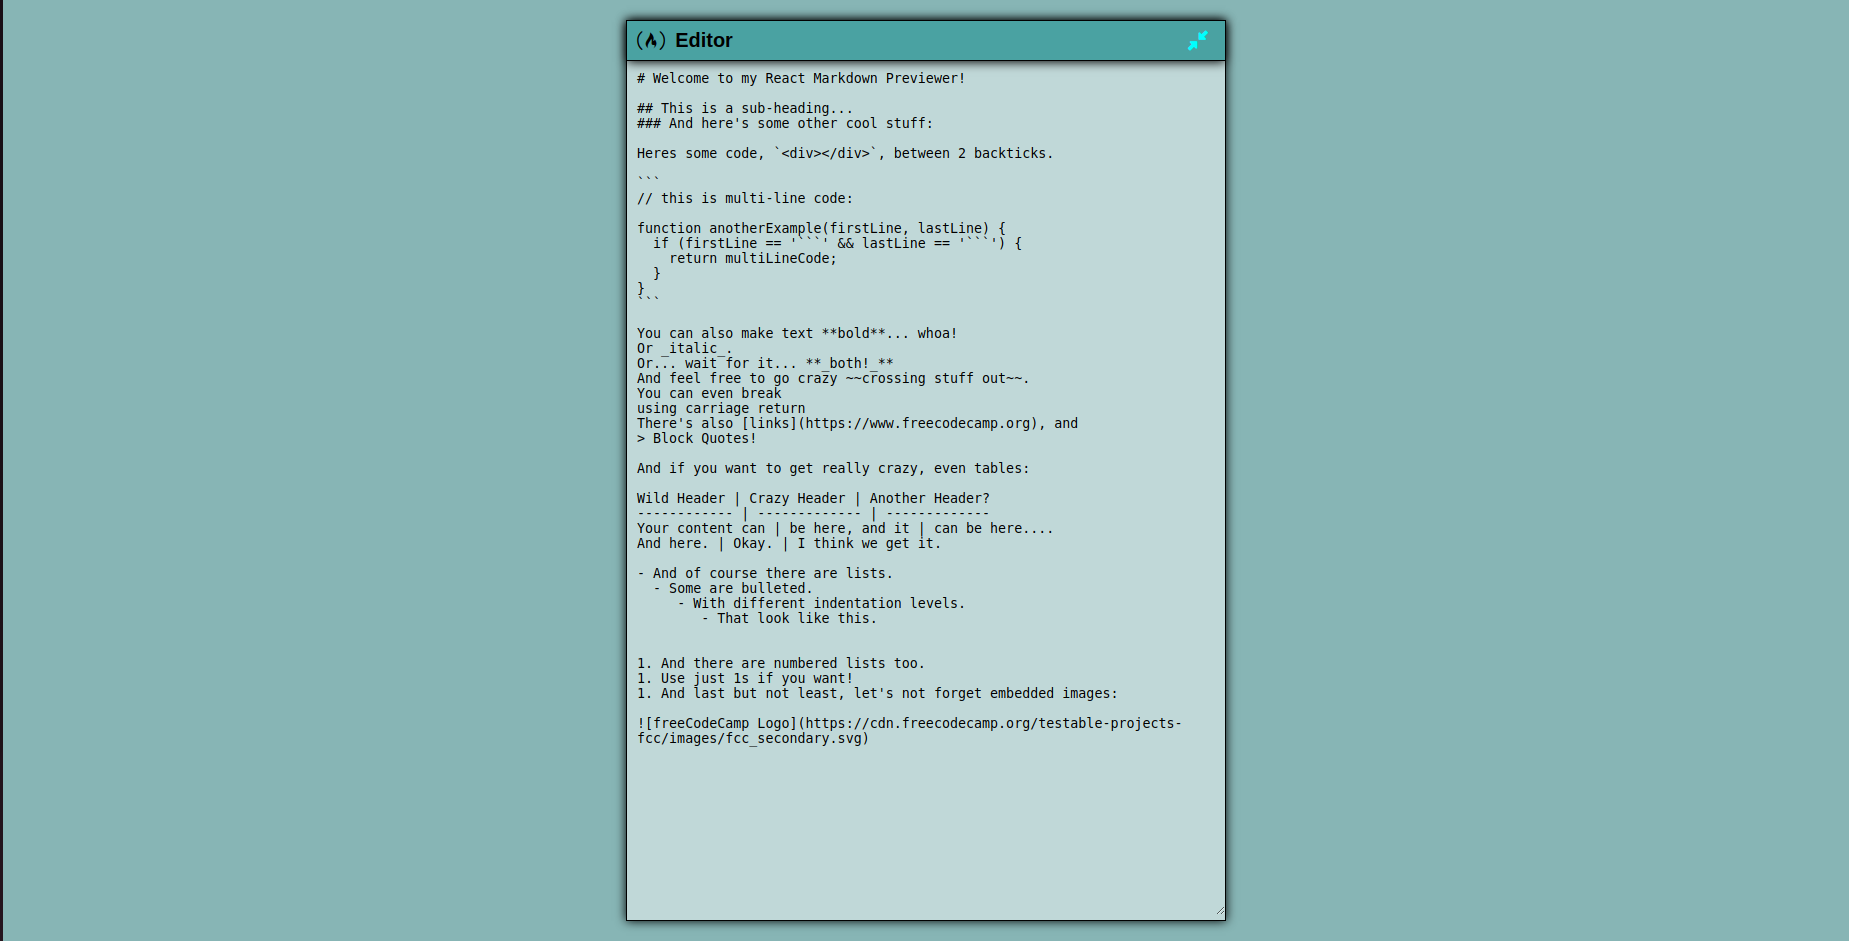 Editor
# Welcome to my React Markdown Previewer!
## This is a sub-heading...
### And here's some other cool stuff:
Heres some code, `<div></div>`, between 2 backticks.
```
// this is multi-line code:
function anotherExample(firstLine, lastLine) {
  if (firstLine == '```' && lastLine == '```') {
    return multiLineCode;
  }
}
```
You can also make text **bold**... whoa!
Or _italic_.
Or... wait for it... **_both!_**
And feel free to go crazy ~~crossing stuff out~~.
You can even break
using carriage return
There's also [links](https://www.freecodecamp.org), and
> Block Quotes!
And if you want to get really crazy, even tables:
Wild Header | Crazy Header | Another Header?
------------ | ------------- | -------------
Your content can | be here, and it | can be here....
And here. | Okay. | I think we get it.
- And of course there are lists.
  - Some are bulleted.
     - With different indentation levels.
        - That look like this.
1. And there are numbered lists too.
1. Use just 1s if you want!
1. And last but not least, let's not forget embedded images:
![freeCodeCamp Logo](https://cdn.freecodecamp.org/testable-projects-
fcc/images/fcc_secondary.svg)